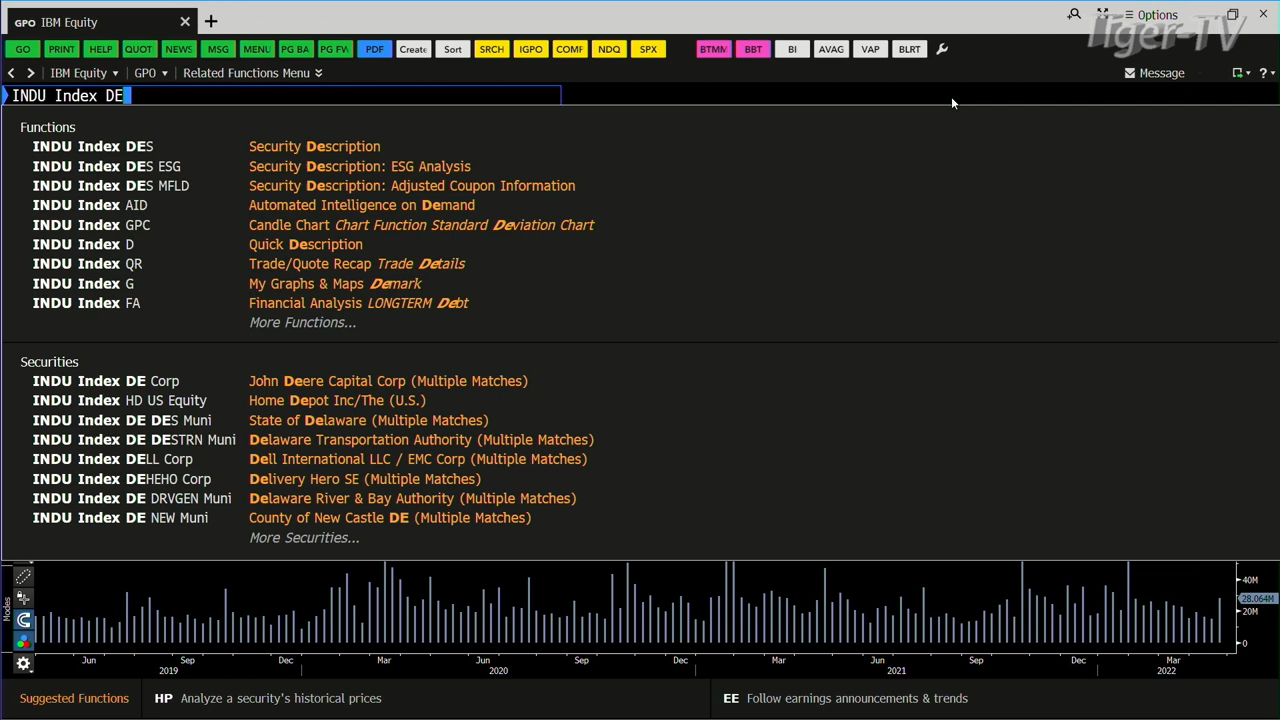 GPO IBM Equity
Options
Tiger-TV
GO PRINT HELP QUOT NEWS MSG MENU PG BA PG FW PDF Create Sort SRCH IGPO COMF NDQ SPX BTMM BBT BI AVAG VAP BLRT
IBM Equity GPO Related Functions Menu Message ?
INDU Index DE
Functions
INDU Index DES Security Description
INDU Index DES ESG Security Description: ESG Analysis
INDU Index DES MFLD Security Description: Adjusted Coupon Information
INDU Index AID Automated Intelligence on Demand
INDU Index GPC Candle Chart Chart Function Standard Deviation Chart
INDU Index D Quick Description
INDU Index QR Trade/Quote Recap Trade Details
INDU Index G My Graphs & Maps Demark
INDU Index FA Financial Analysis LONGTERM Debt
More Functions...
Securities
INDU Index DE Corp John Deere Capital Corp (Multiple Matches)
INDU Index HD US Equity Home Depot Inc/The (U.S.)
INDU Index DE DES Muni State of Delaware (Multiple Matches)
INDU Index DE DESTRN Muni Delaware Transportation Authority (Multiple Matches)
INDU Index DELL Corp Dell International LLC / EMC Corp (Multiple Matches)
INDU Index DEHEHO Corp Delivery Hero SE (Multiple Matches)
INDU Index DE DRVGEN Muni Delaware River & Bay Authority (Multiple Matches)
INDU Index DE NEW Muni County of New Castle DE (Multiple Matches)
More Securities...
Modes
40M
28.064M
20M
0
Jun Sep Dec Mar Jun Sep Dec Mar Jun Sep Dec Mar
2019 2020 2021 2022
Suggested Functions HP Analyze a security's historical prices EE Follow earnings announcements & trends